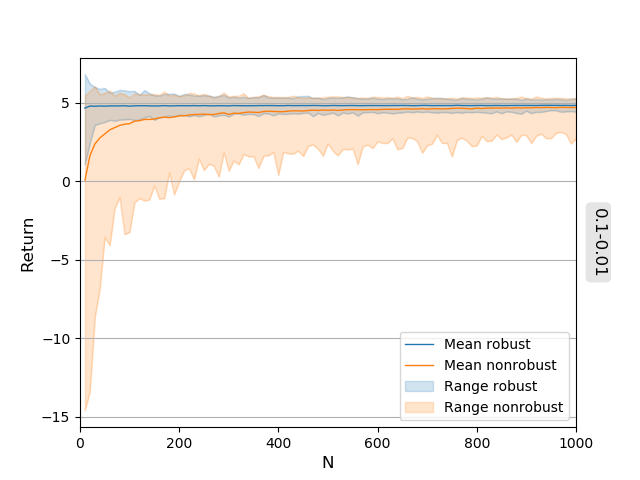 5
0
−5
−10
−15
Return
0
200
400
600
800
1000
N
0.1-0.01
Mean robust
Mean nonrobust
Range robust
Range nonrobust